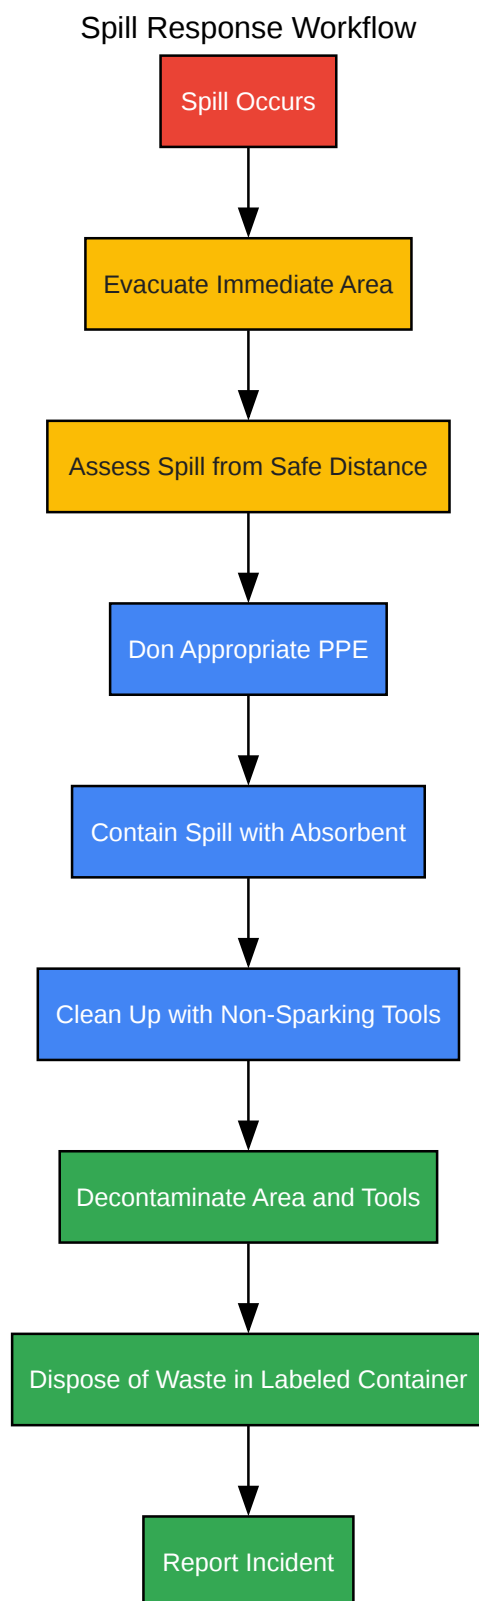 Spill Response Workflow
Spill Occurs
Evacuate Immediate Area
Assess Spill from Safe Distance
Don Appropriate PPE
Contain Spill with Absorbent
Clean Up with Non-Sparking Tools
Decontaminate Area and Tools
Dispose of Waste in Labeled Container
Report Incident